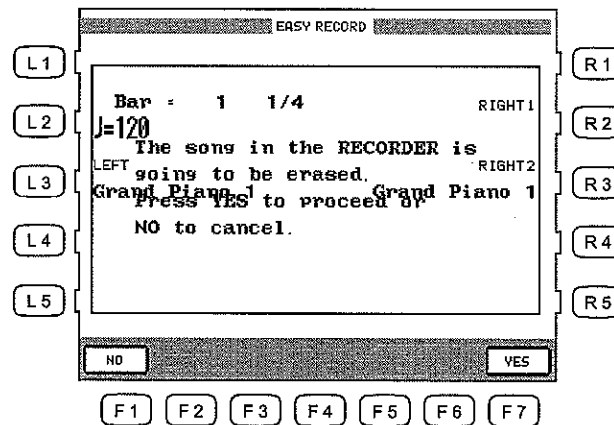 EASY RECORD
L1
R1
Bar = 1 1/4
RIGHT1
L2
R2
♩=120
The song in the RECORDER is
LEFT
going to be erased.
RIGHT2
L3
R3
Grand Piano 1
Grand Piano 1
Press YES to proceed or
NO to cancel.
L4
R4
L5
R5
NO
YES
F1 F2 F3 F4 F5 F6 F7